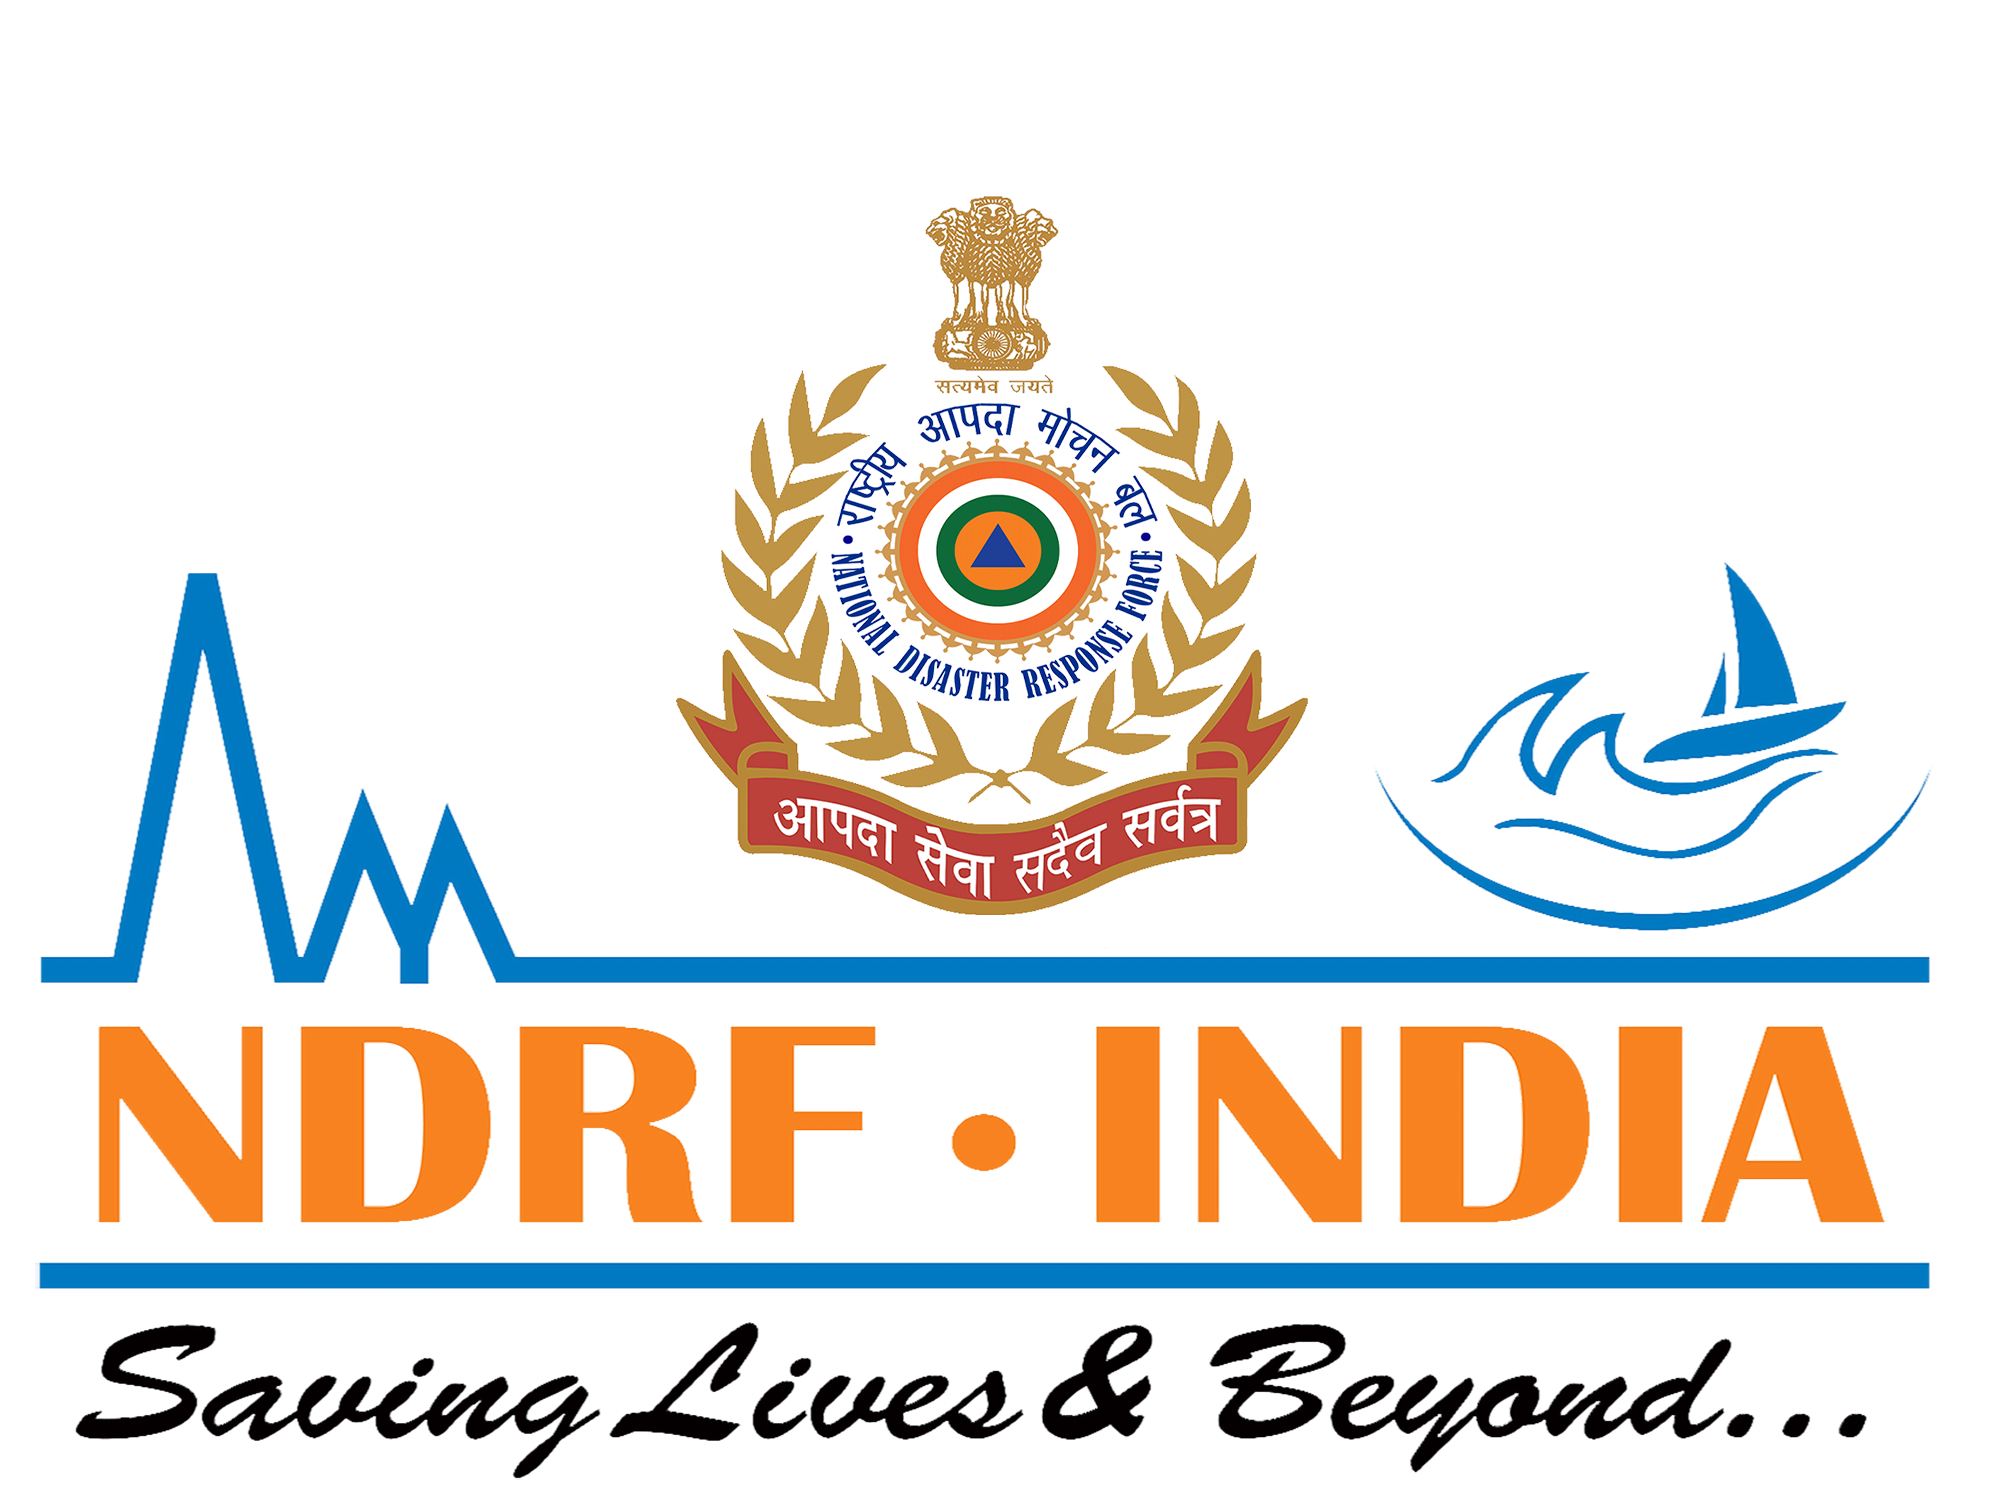 सत्यमेव जयते
• राष्ट्रीय आपदा मोचन बल •
NATIONAL DISASTER RESPONSE FORCE
आपदा सेवा सदैव सर्वत्र
NDRF • INDIA
Saving Lives & Beyond...